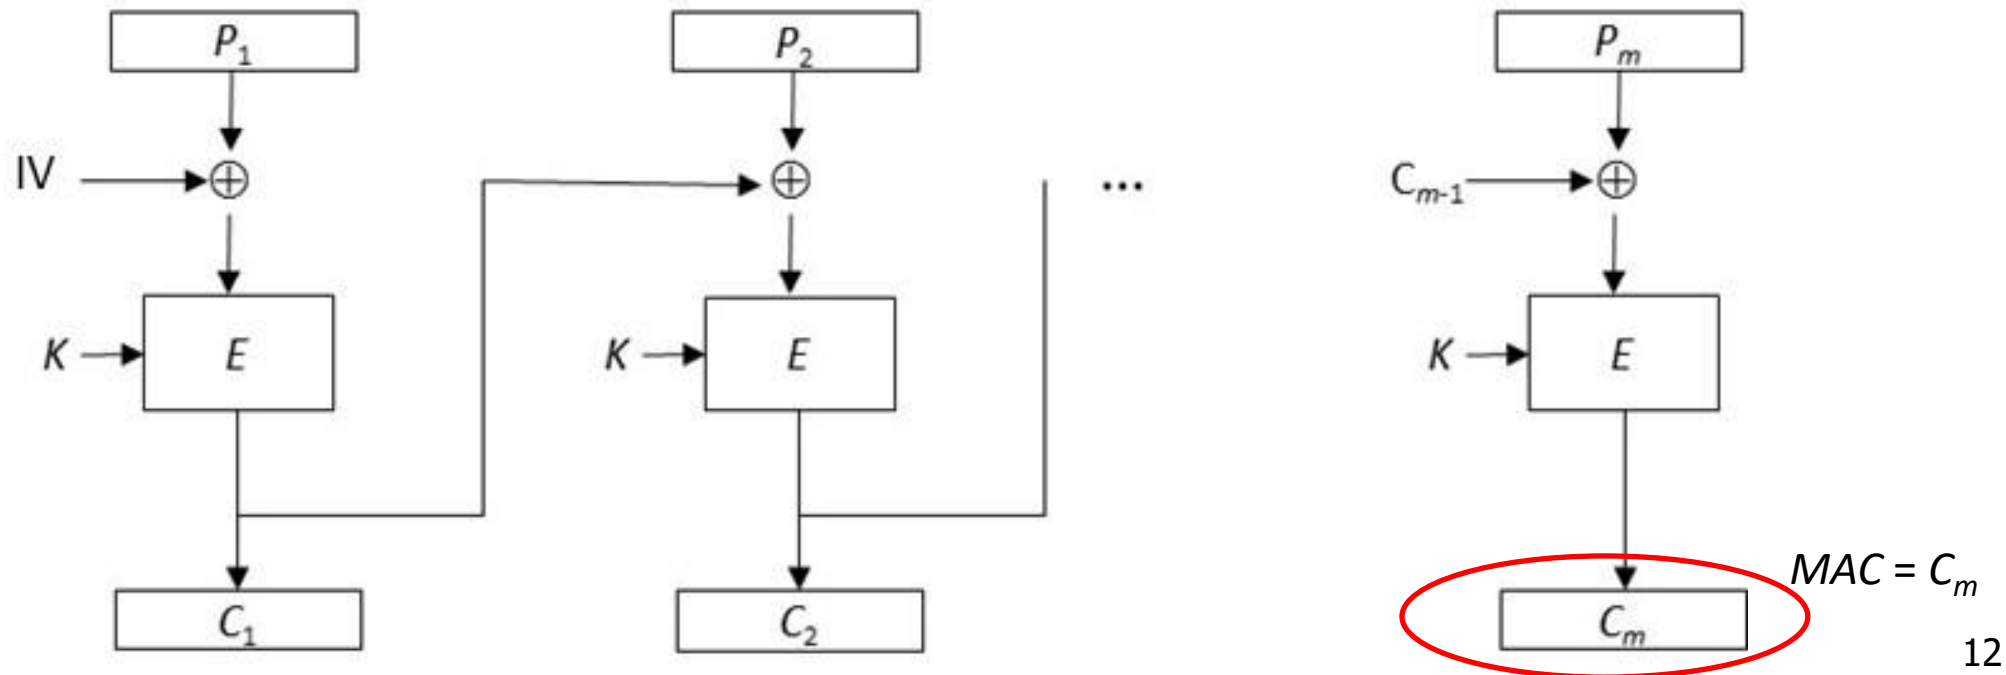 P1 P2 Pm
IV ... Cm-1
K E K E K E
MAC = Cm
C1 C2 Cm
12